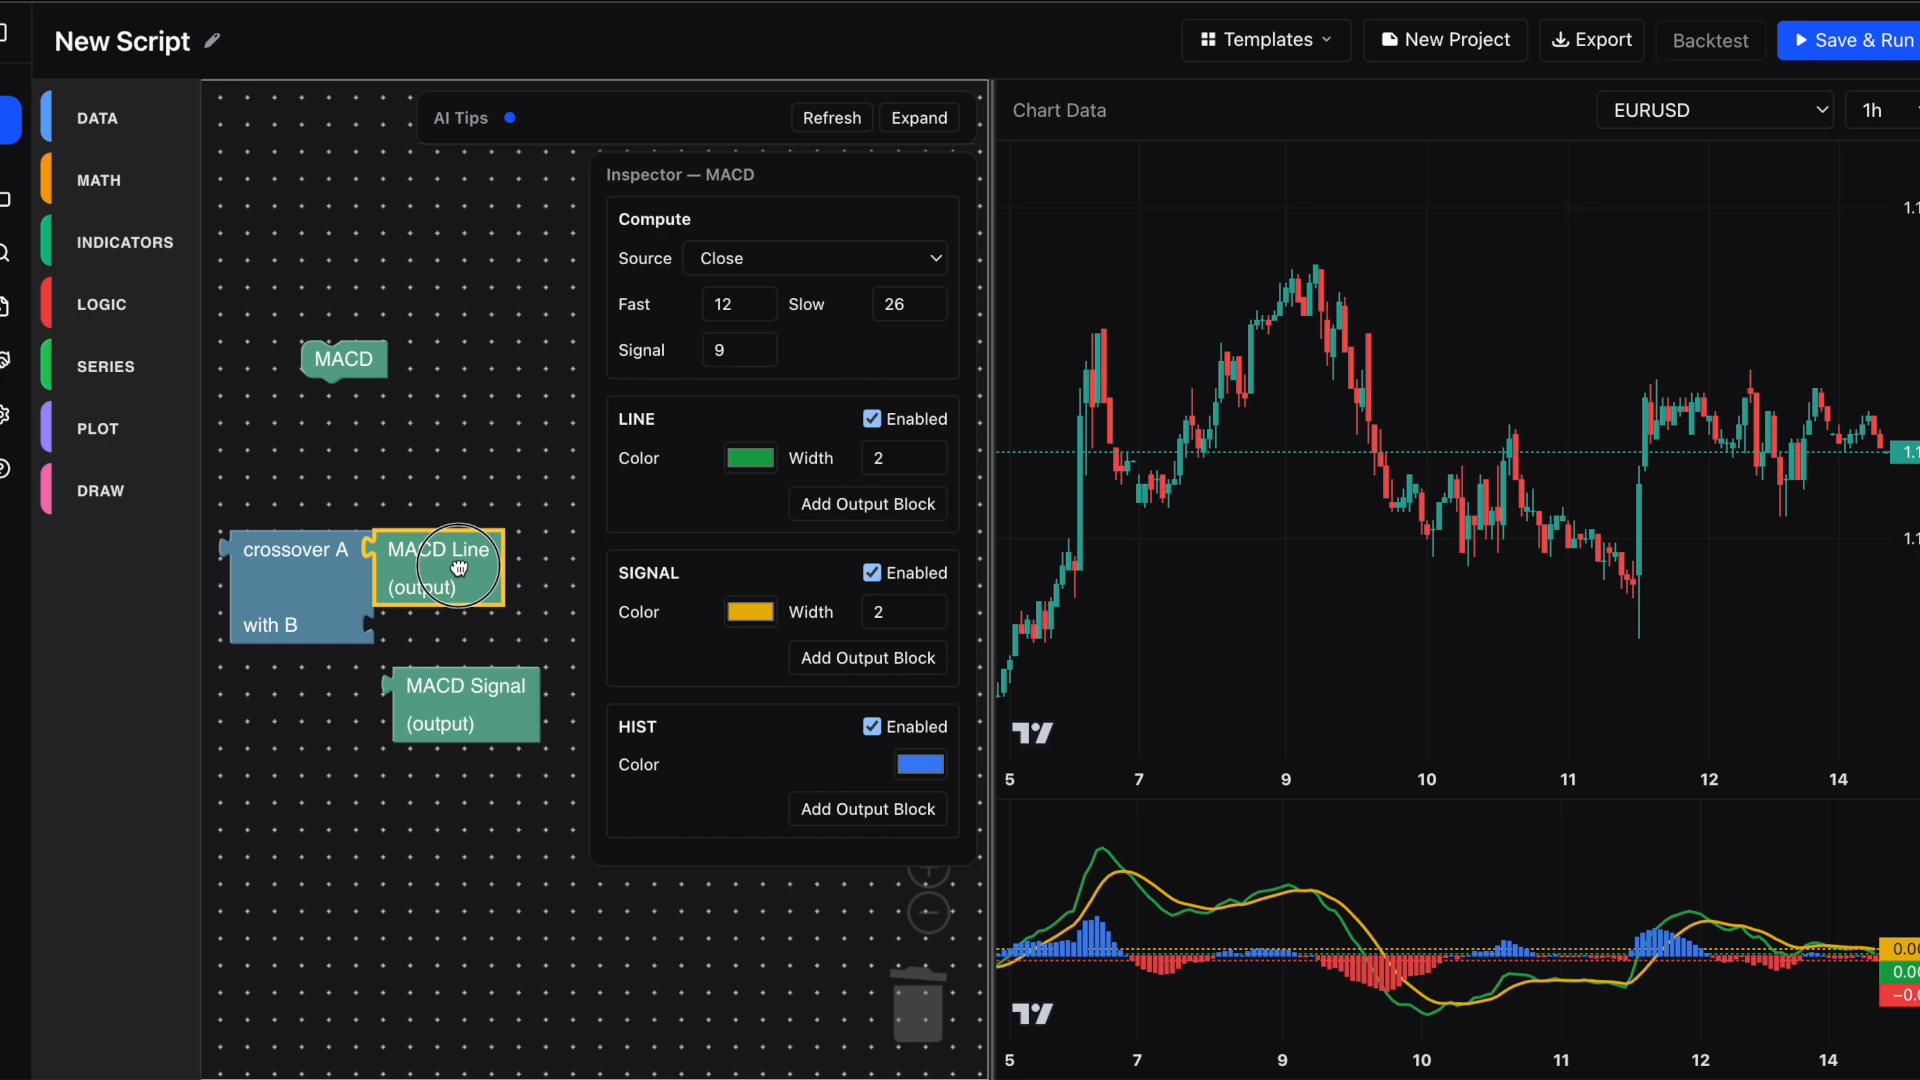 New Script
Templates
New Project
Export
Backtest
Save & Run
DATA
MATH
INDICATORS
LOGIC
SERIES
PLOT
DRAW
AI Tips
Refresh
Expand
MACD
crossover A
with B
MACD Line
(output)
MACD Signal
(output)
Inspector — MACD
Compute
Source Close
Fast 12 Slow 26
Signal 9
LINE Enabled
Color Width 2
Add Output Block
SIGNAL Enabled
Color Width 2
Add Output Block
HIST Enabled
Color
Add Output Block
Chart Data
EURUSD
1h
5 7 9 10 11 12 14
5 7 9 10 11 12 14